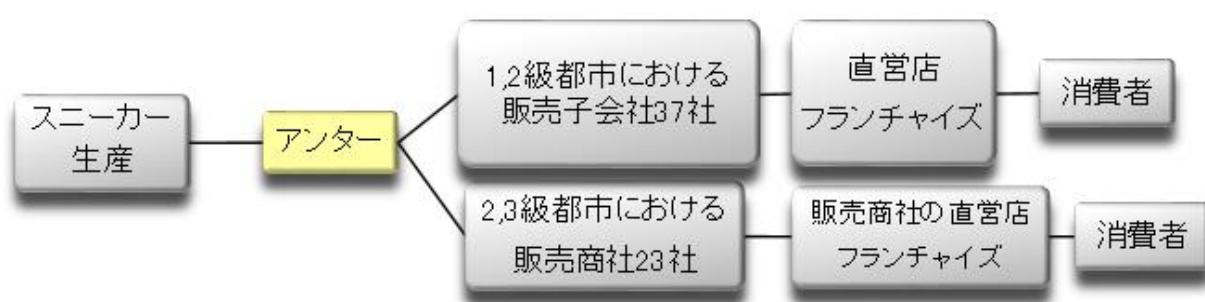 スニーカー
生産
アンター
1,2級都市における
販売子会社37社
直営店
フランチャイズ
消費者
2,3級都市における
販売商社23社
販売商社の直営店
フランチャイズ
消費者